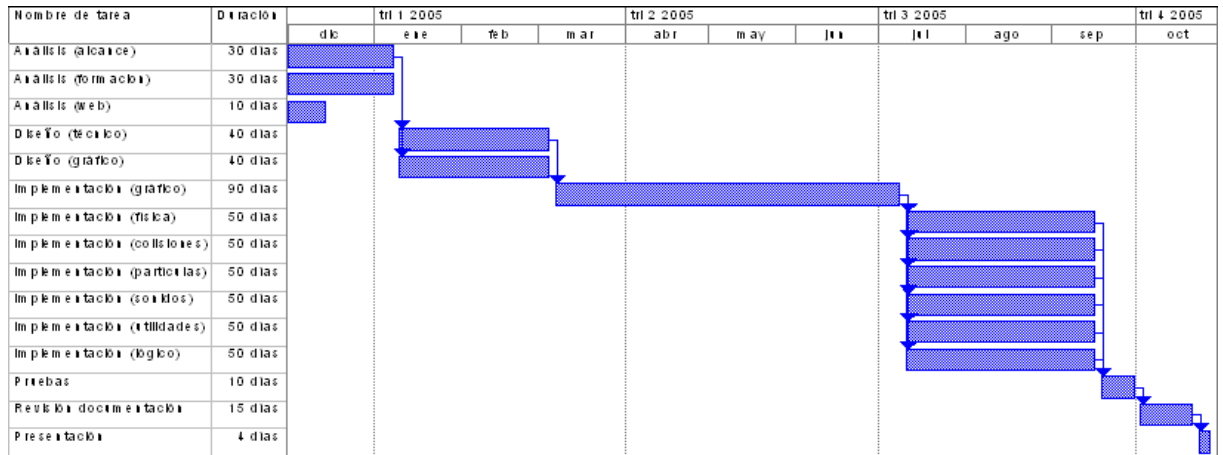 Nombre de tarea Duración tri 1 2005 tri 2 2005 tri 3 2005 tri 4 2005
dic ene feb mar abr may jun jul ago sep oct
Análisis (alcance) 30 días
Análisis (formación) 30 días
Análisis (web) 10 días
Diseño (técnico) 40 días
Diseño (gráfico) 40 días
Implementación (gráfico) 90 días
Implementación (física) 50 días
Implementación (colisiones) 50 días
Implementación (partículas) 50 días
Implementación (sonidos) 50 días
Implementación (utilidades) 50 días
Implementación (lógico) 50 días
Pruebas 10 días
Revisión documentación 15 días
Presentación 4 días